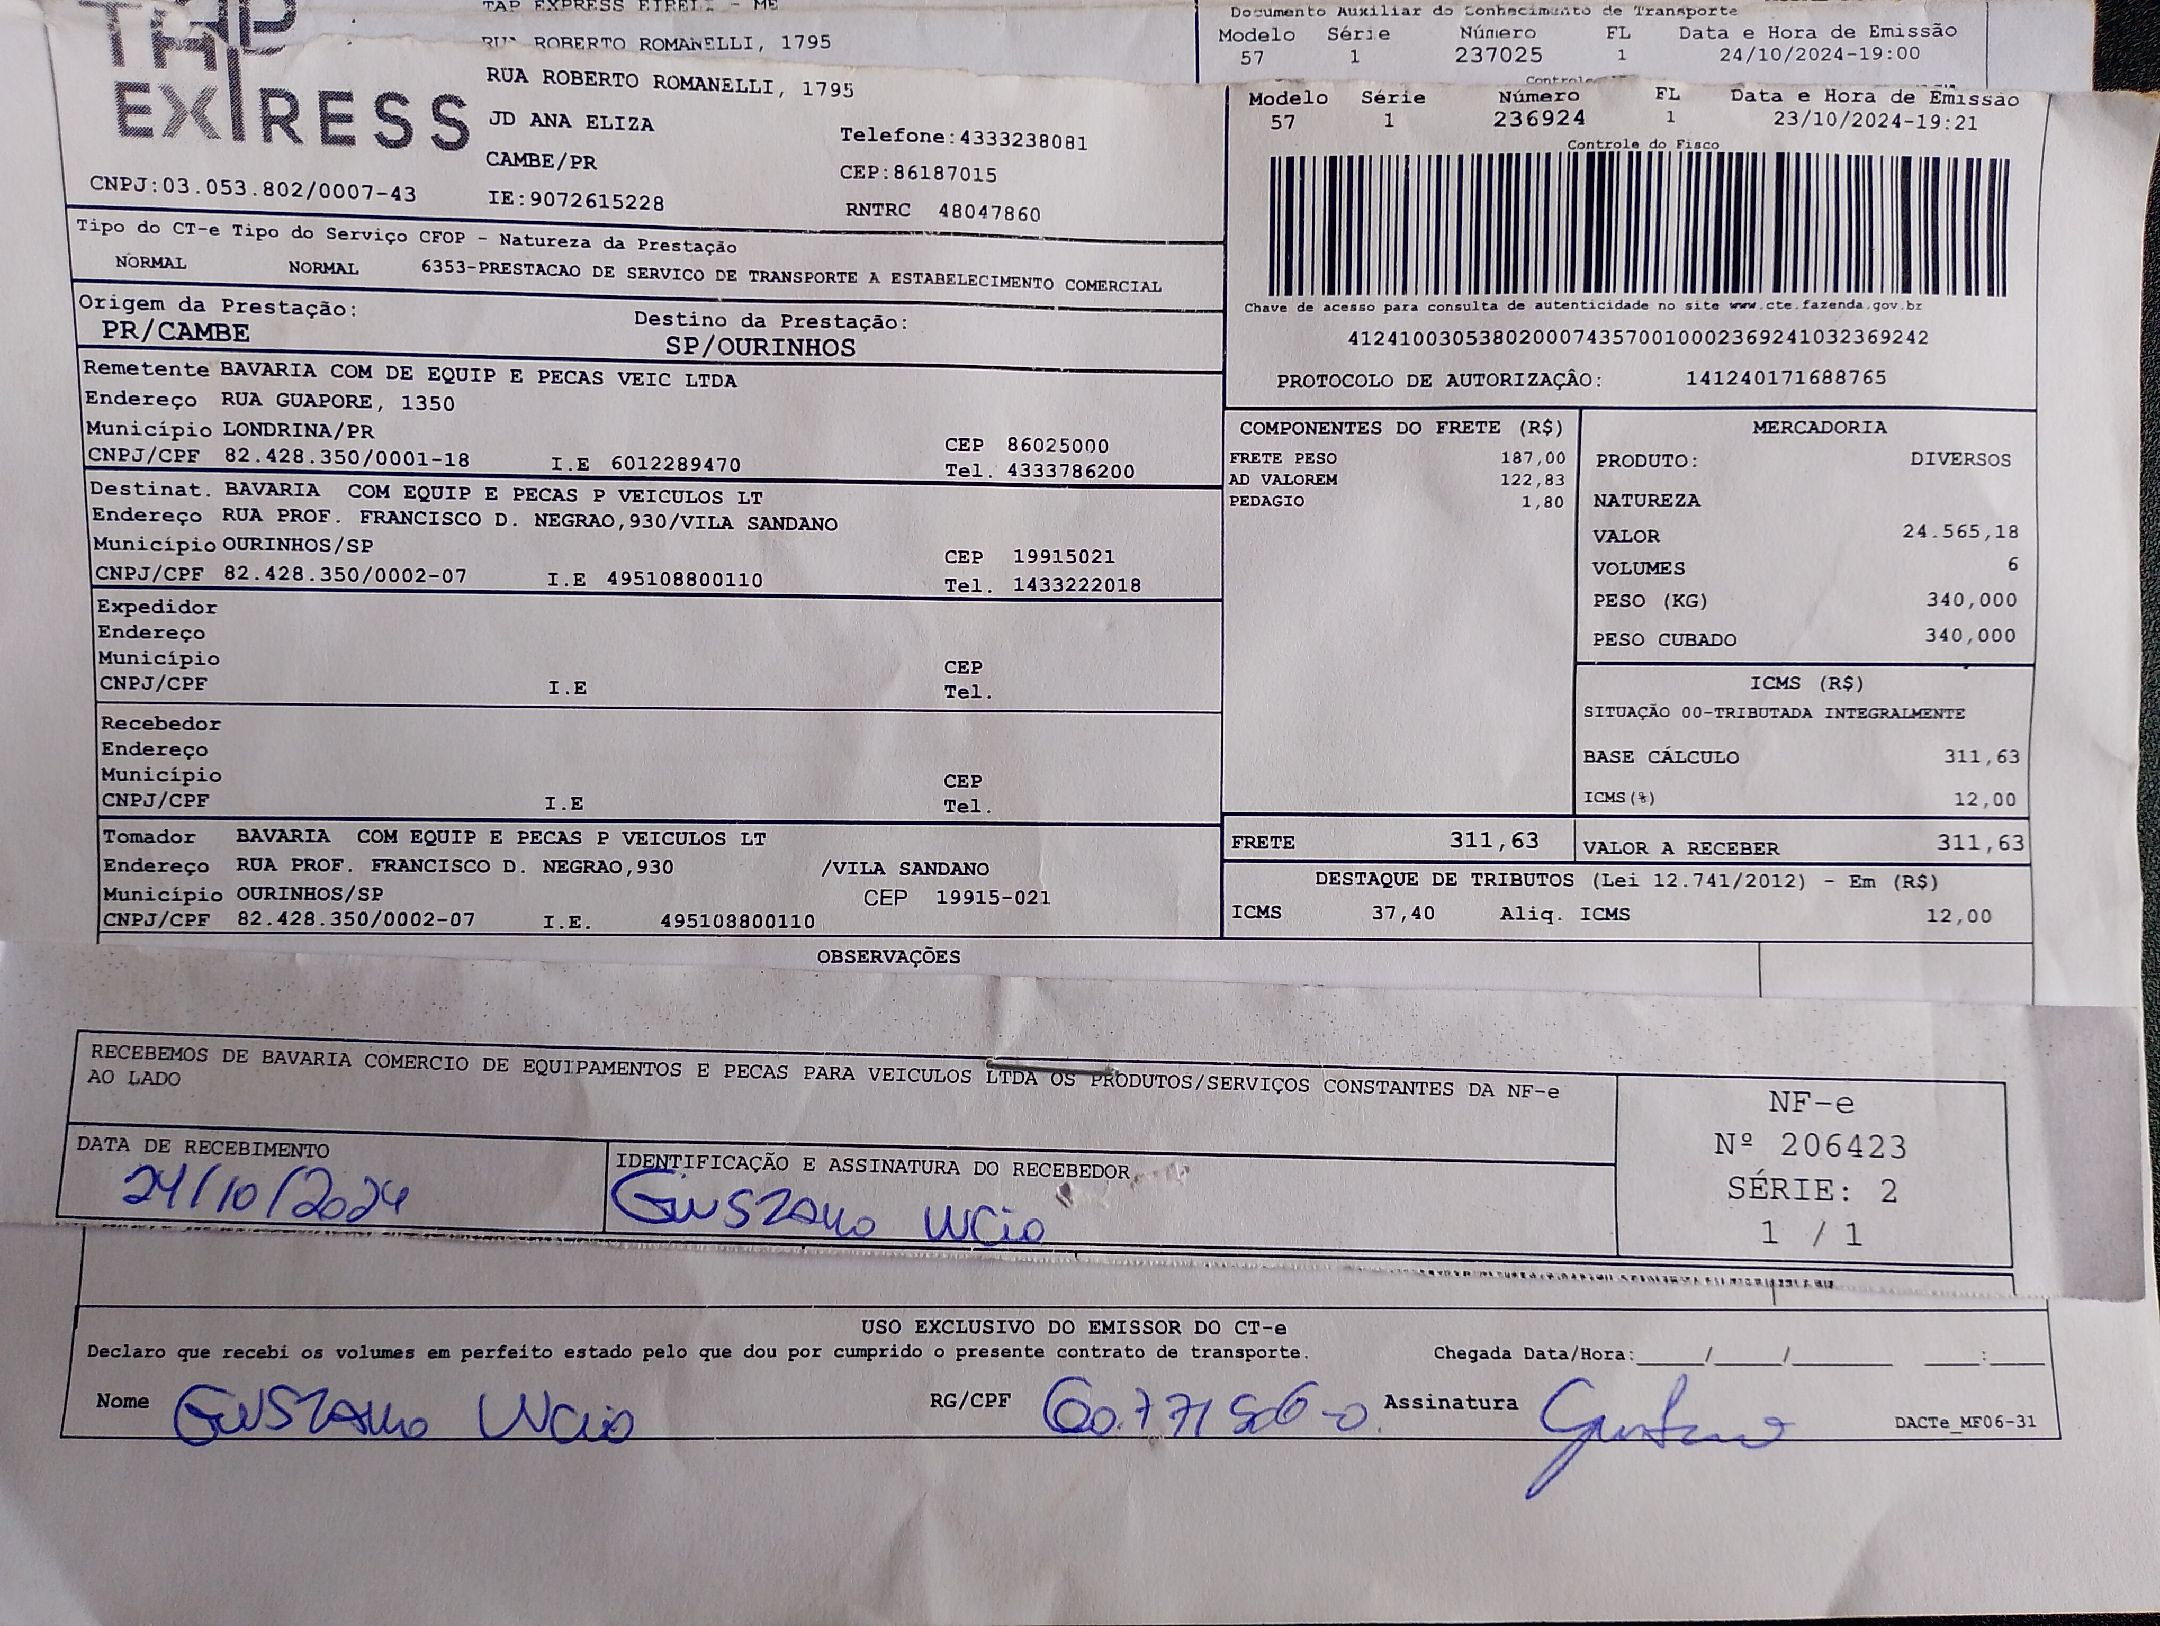 TAP EXPRESS EIRELI - ME
RUA ROBERTO ROMANELLI, 1795
Documento Auxiliar do Conhecimento de Transporte
Modelo Série Número FL Data e Hora de Emissão
57 1 237025 1 24/10/2024-19:00
Controle
TAP
EXPRESS
CNPJ:03.053.802/0007-43
RUA ROBERTO ROMANELLI, 1795
JD ANA ELIZA
CAMBE/PR
IE:9072615228
Telefone:4333238081
CEP:86187015
RNTRC 48047860
Modelo Série Número FL Data e Hora de Emissão
57 1 236924 1 23/10/2024-19:21
Controle do Fisco
Chave de acesso para consulta de autenticidade no site www.cte.fazenda.gov.br
41241003053802000743570010002369241032369242
PROTOCOLO DE AUTORIZAÇÂO: 141240171688765
Tipo do CT-e Tipo do Serviço CFOP - Natureza da Prestação
NORMAL NORMAL 6353-PRESTACAO DE SERVICO DE TRANSPORTE A ESTABELECIMENTO COMERCIAL
Origem da Prestação: Destino da Prestação:
PR/CAMBE SP/OURINHOS
Remetente BAVARIA COM DE EQUIP E PECAS VEIC LTDA
Endereço RUA GUAPORE, 1350
Município LONDRINA/PR CEP 86025000
CNPJ/CPF 82.428.350/0001-18 I.E 6012289470 Tel. 4333786200
Destinat. BAVARIA COM EQUIP E PECAS P VEICULOS LT
Endereço RUA PROF. FRANCISCO D. NEGRAO,930/VILA SANDANO
Município OURINHOS/SP CEP 19915021
CNPJ/CPF 82.428.350/0002-07 I.E 495108800110 Tel. 1433222018
Expedidor
Endereço
Município CEP
CNPJ/CPF I.E Tel.
Recebedor
Endereço
Município CEP
CNPJ/CPF I.E Tel.
Tomador BAVARIA COM EQUIP E PECAS P VEICULOS LT
Endereço RUA PROF. FRANCISCO D. NEGRAO,930 /VILA SANDANO
Município OURINHOS/SP CEP 19915-021
CNPJ/CPF 82.428.350/0002-07 I.E. 495108800110
COMPONENTES DO FRETE (R$)
FRETE PESO 187,00
AD VALOREM 122,83
PEDAGIO 1,80
MERCADORIA
PRODUTO: DIVERSOS
NATUREZA
VALOR 24.565,18
VOLUMES 6
PESO (KG) 340,000
PESO CUBADO 340,000
ICMS (R$)
SITUAÇÃO 00-TRIBUTADA INTEGRALMENTE
BASE CÁLCULO 311,63
ICMS(%) 12,00
FRETE 311,63 VALOR A RECEBER 311,63
DESTAQUE DE TRIBUTOS (Lei 12.741/2012) - Em (R$)
ICMS 37,40 Aliq. ICMS 12,00
OBSERVAÇÕES
RECEBEMOS DE BAVARIA COMERCIO DE EQUIPAMENTOS E PECAS PARA VEICULOS LTDA OS PRODUTOS/SERVIÇOS CONSTANTES DA NF-e
AO LADO
DATA DE RECEBIMENTO
24/10/2024
IDENTIFICAÇÃO E ASSINATURA DO RECEBEDOR
Gustavo Lucio
NF-e
Nº 206423
SÉRIE: 2
1 / 1
USO EXCLUSIVO DO EMISSOR DO CT-e
Declaro que recebi os volumes em perfeito estado pelo que dou por cumprido o presente contrato de transporte. Chegada Data/Hora:____/____/______ ___:___
Nome Gustavo Lucio RG/CPF 60.771506-0 Assinatura Gustavo DACTe_MF06-31